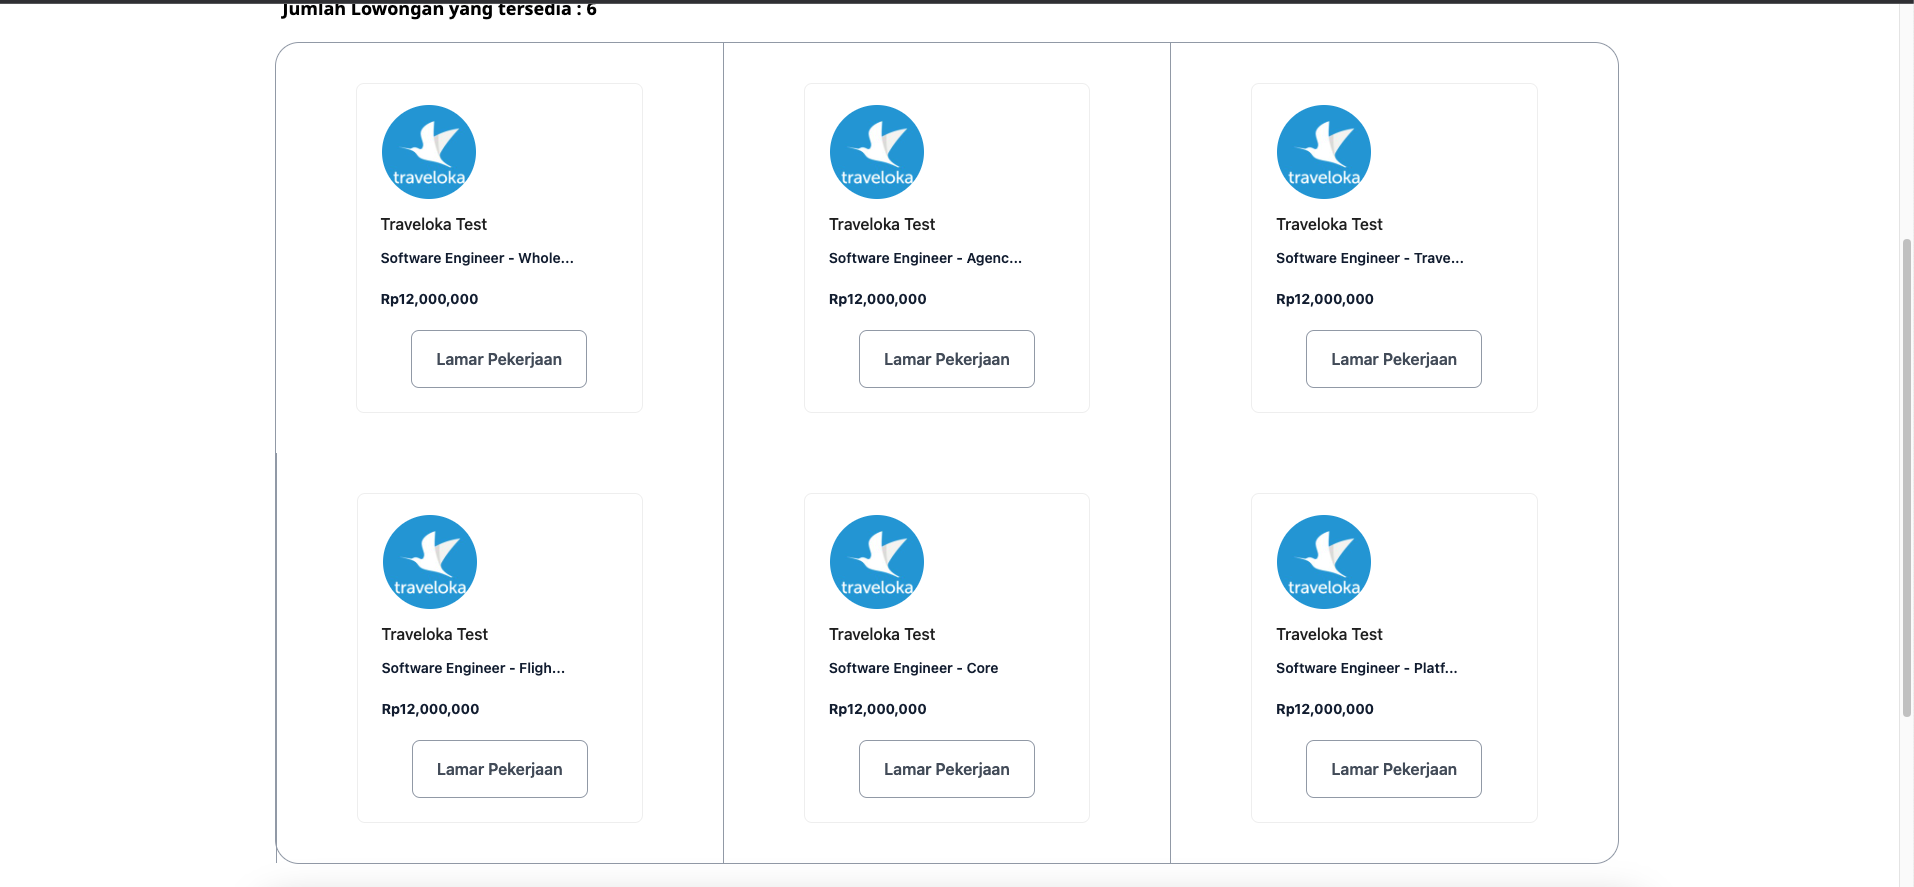 Jumlah Lowongan yang tersedia : 6
traveloka
Traveloka Test
Software Engineer - Whole...
Rp12,000,000
Lamar Pekerjaan
traveloka
Traveloka Test
Software Engineer - Agenc...
Rp12,000,000
Lamar Pekerjaan
traveloka
Traveloka Test
Software Engineer - Trave...
Rp12,000,000
Lamar Pekerjaan
traveloka
Traveloka Test
Software Engineer - Fligh...
Rp12,000,000
Lamar Pekerjaan
traveloka
Traveloka Test
Software Engineer - Core
Rp12,000,000
Lamar Pekerjaan
traveloka
Traveloka Test
Software Engineer - Platf...
Rp12,000,000
Lamar Pekerjaan